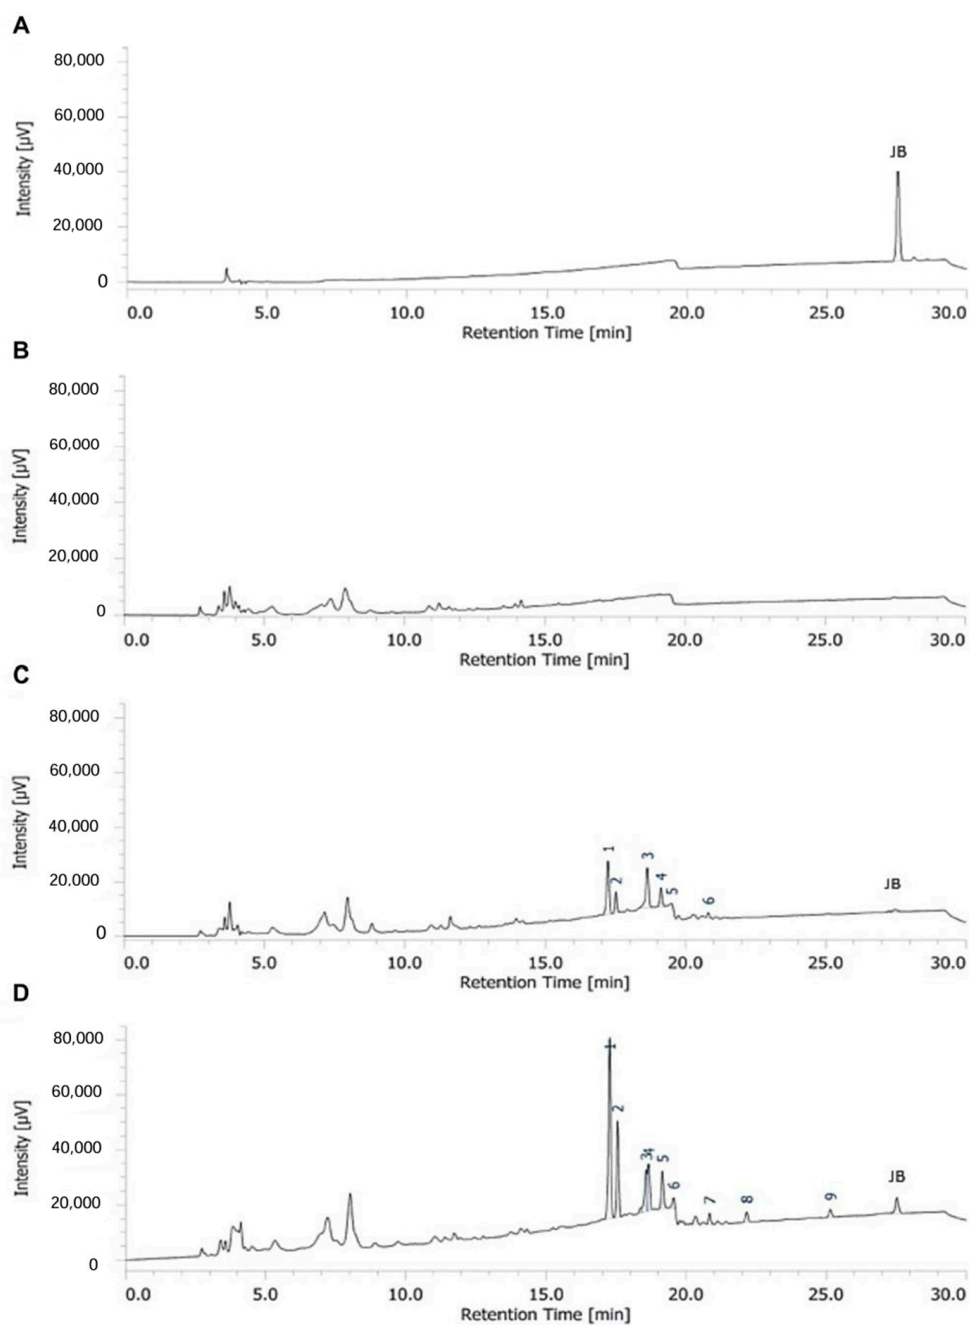 A
80,000
60,000
40,000
20,000
0
Intensity [µV]
JB
0.0 5.0 10.0 15.0 20.0 25.0 30.0
Retention Time [min]
B
80,000
60,000
40,000
20,000
0
Intensity [µV]
0.0 5.0 10.0 15.0 20.0 25.0 30.0
Retention Time [min]
C
80,000
60,000
40,000
20,000
0
Intensity [µV]
1 2 3 4 5 6 JB
0.0 5.0 10.0 15.0 20.0 25.0 30.0
Retention Time [min]
D
80,000
60,000
40,000
20,000
0
Intensity [µV]
1 2 3 4 5 6 7 8 9 JB
0.0 5.0 10.0 15.0 20.0 25.0 30.0
Retention Time [min]